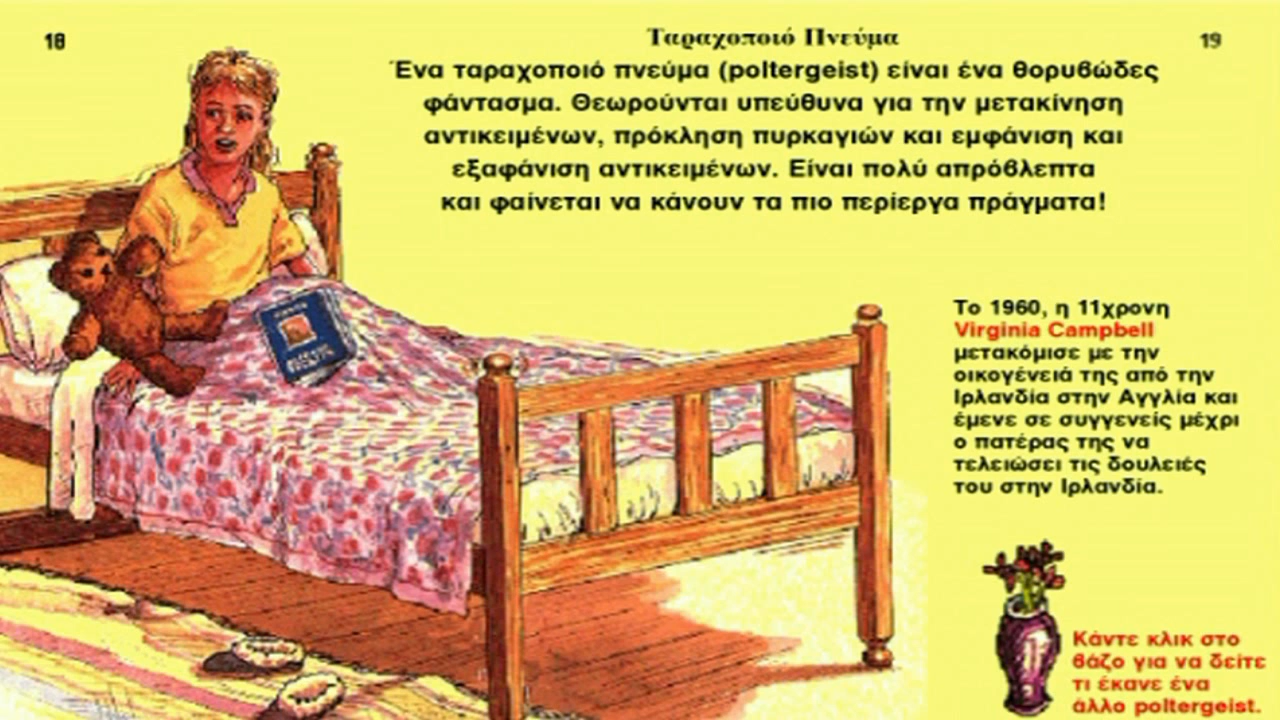 18
Ταραχοποιό Πνεύμα
19
Ένα ταραχοποιό πνεύμα (poltergeist) είναι ένα θορυβώδες
φάντασμα. Θεωρούνται υπεύθυνα για την μετακίνηση
αντικειμένων, πρόκληση πυρκαγιών και εμφάνιση και
εξαφάνιση αντικειμένων. Είναι πολύ απρόβλεπτα
και φαίνεται να κάνουν τα πιο περίεργα πράγματα!
Το 1960, η 11χρονη
Virginia Campbell
μετακόμισε με την
οικογένειά της από την
Ιρλανδία στην Αγγλία και
έμενε σε συγγενείς μέχρι
ο πατέρας της να
τελειώσει τις δουλειές
του στην Ιρλανδία.
Κάντε κλικ στο
βάζο για να δείτε
τι έκανε ένα
άλλο poltergeist.